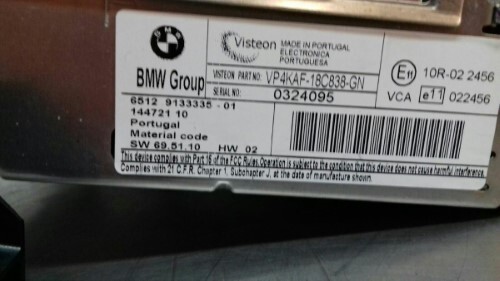 BMW
Visteon
MADE IN PORTUGAL
ELECTRONICA
PORTUGUESA
BMW Group
VISTEON PART NO: VP4KAF-18C838-GN
SERIAL NO: 0324095
E11 10R-02 2456
VCA e11 022456
6512 9133335 - 01
144721 10
Portugal
Material code
SW 69.51.10 HW 02
This device complies with Part 15 of the FCC Rules. Operation is subject to the condition that this device does not cause harmful interference.
Complies with 21 C.F.R. Chapter 1, Subchapter J, at the date of manufacture shown.